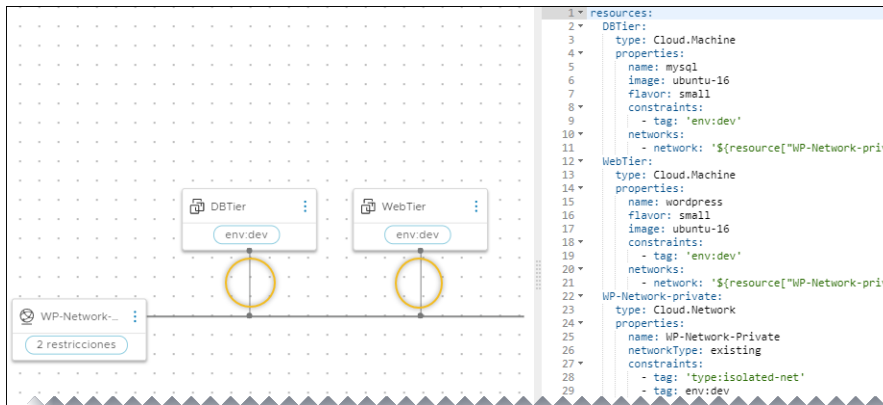 DBTier
env:dev
WebTier
env:dev
WP-Network-...
2 restricciones
1 resources:
2 DBTier:
3 type: Cloud.Machine
4 properties:
5 name: mysql
6 image: ubuntu-16
7 flavor: small
8 constraints:
9 - tag: 'env:dev'
10 networks:
11 - network: '${resource["WP-Network-pri
12 WebTier:
13 type: Cloud.Machine
14 properties:
15 name: wordpress
16 flavor: small
17 image: ubuntu-16
18 constraints:
19 - tag: 'env:dev'
20 networks:
21 - network: '${resource["WP-Network-pri
22 WP-Network-private:
23 type: Cloud.Network
24 properties:
25 name: WP-Network-Private
26 networkType: existing
27 constraints:
28 - tag: 'type:isolated-net'
29 - tag: env:dev